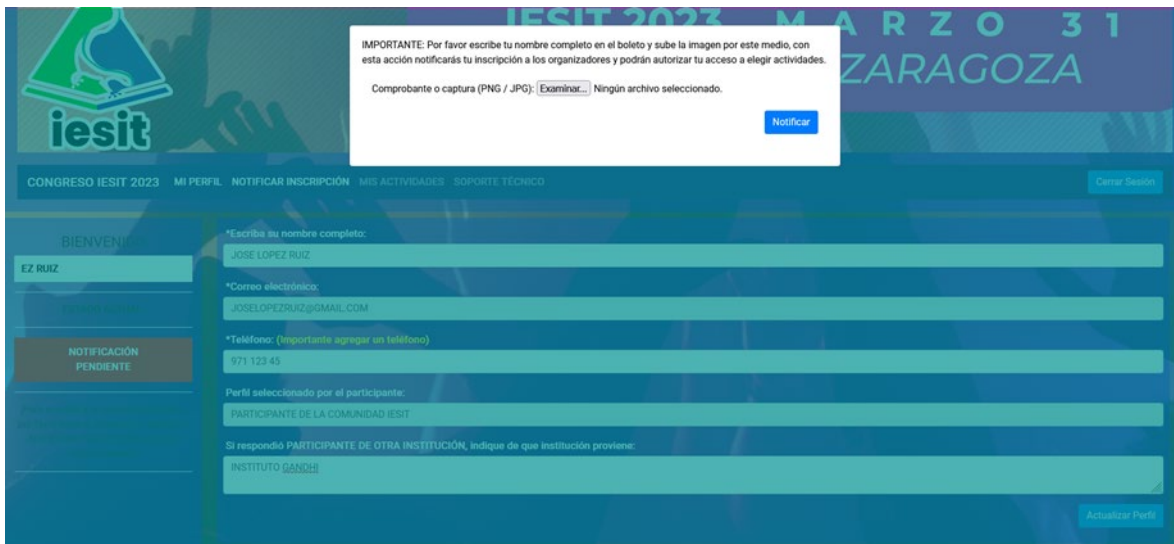 IESIT 2023 MARZO 31
ZARAGOZA
iesit
IMPORTANTE: Por favor escribe tu nombre completo en el boleto y sube la imagen por este medio, con
esta acción notificarás tu inscripción a los organizadores y podrán autorizar tu acceso a elegir actividades.
Comprobante o captura (PNG / JPG): Examinar... Ningún archivo seleccionado.
Notificar
CONGRESO IESIT 2023 MI PERFIL NOTIFICAR INSCRIPCIÓN MIS ACTIVIDADES SOPORTE TÉCNICO Cerrar Sesión
BIENVENI
EZ RUIZ
NOTIFICACIÓN
PENDIENTE
*Escriba su nombre completo:
JOSE LOPEZ RUIZ
*Correo electrónico:
JOSELOPEZRUIZ@GMAIL.COM
*Teléfono: (Importante agregar un teléfono)
971 123 45
Perfil seleccionado por el participante:
PARTICIPANTE DE LA COMUNIDAD IESIT
Si respondió PARTICIPANTE DE OTRA INSTITUCIÓN, indique de que institución proviene:
INSTITUTO GANDHI
Actualizar Perfil